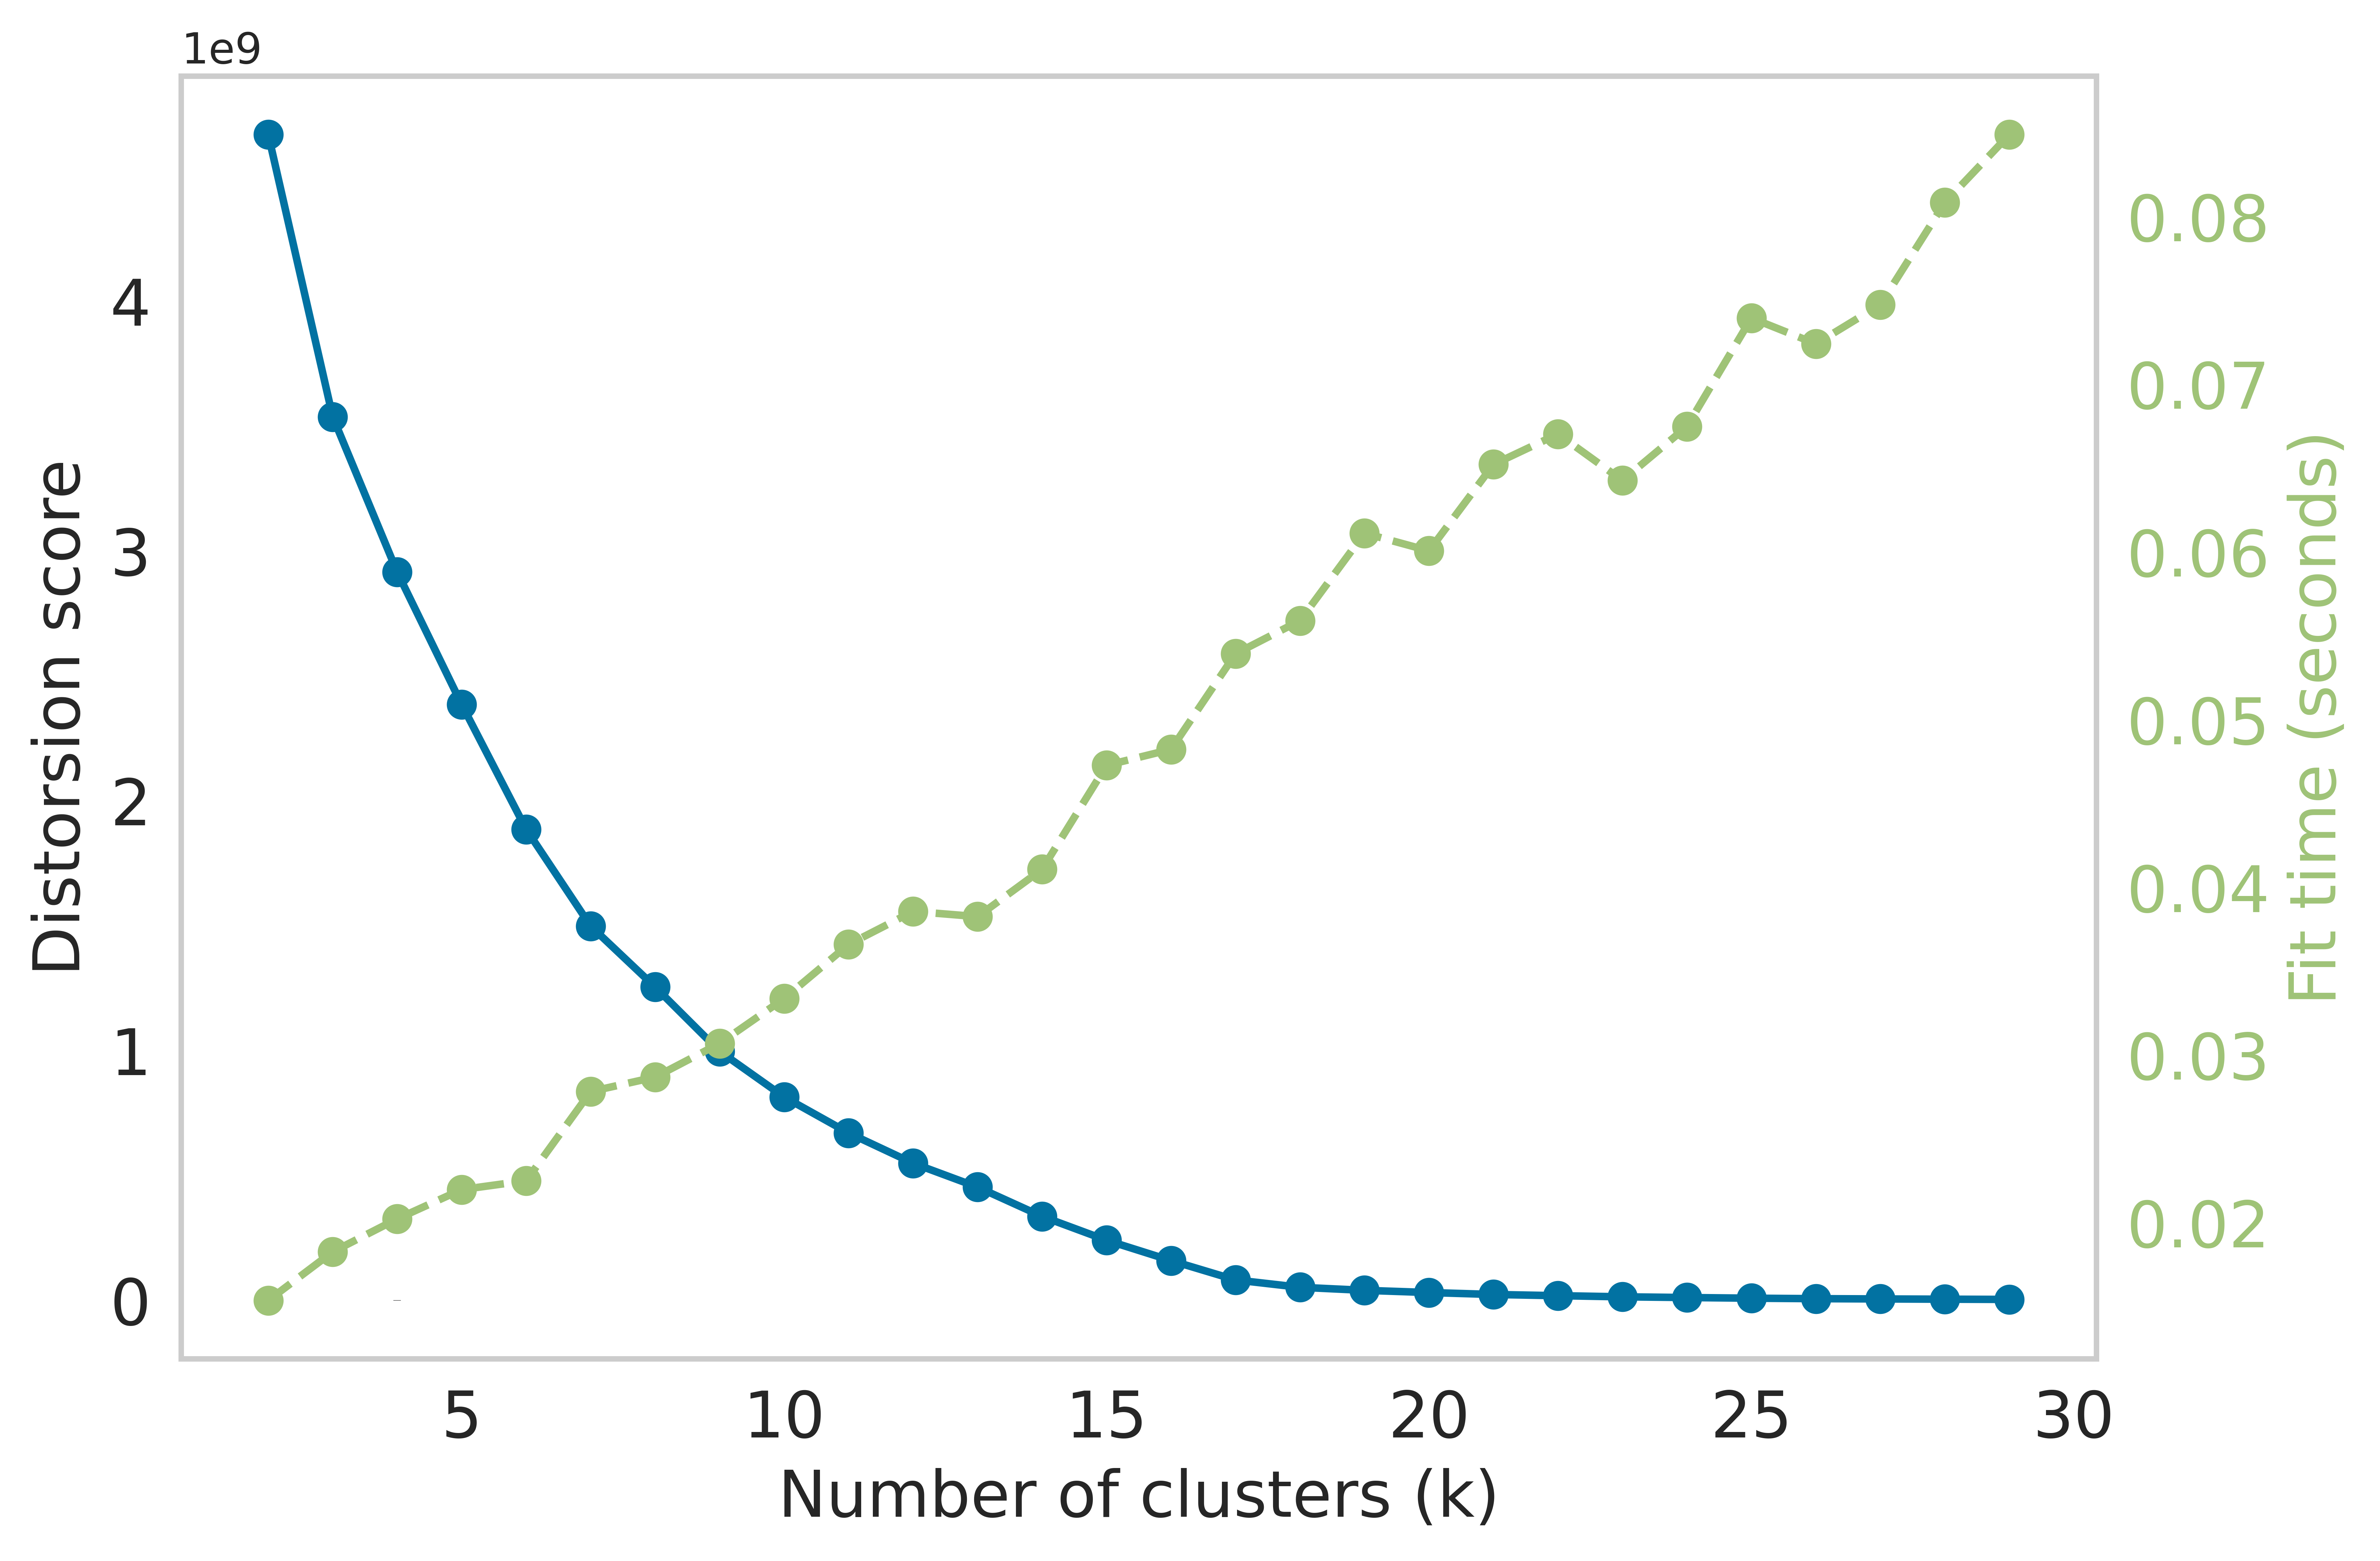 1e9
4
3
2
1
0
Distorsion score
0.08
0.07
0.06
0.05
0.04
0.03
0.02
Fit time (seconds)
5 10 15 20 25 30
Number of clusters (k)